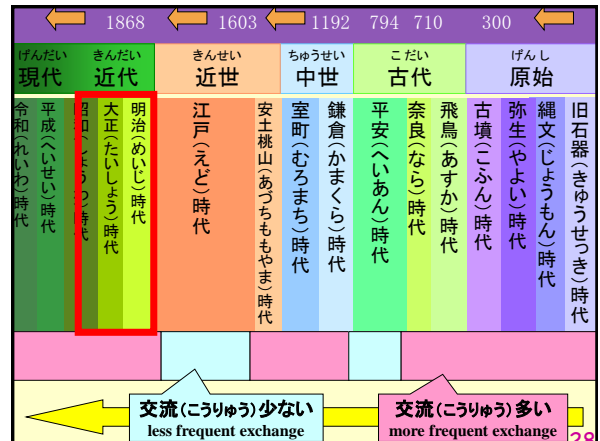 1868 1603 1192 794 710 300
げんだい きんだい きんせい ちゅうせい こだい げんし
現代 近代 近世 中世 古代 原始
旧石器(きゅうせっき)時代
縄文(じょうもん)時代
弥生(やよい)時代
古墳(こふん)時代
飛鳥(あすか)時代
奈良(なら)時代
平安(へいあん)時代
鎌倉(かまくら)時代
室町(むろまち)時代
安土桃山(あづちももやま)時代
江戸(えど)時代
明治(めいじ)時代
大正(たいしょう)時代
昭和(しょうわ)時代
平成(へいせい)時代
令和(れいわ)時代
交流(こうりゅう)少ない
less frequent exchange
交流(こうりゅう)多い
more frequent exchange
28